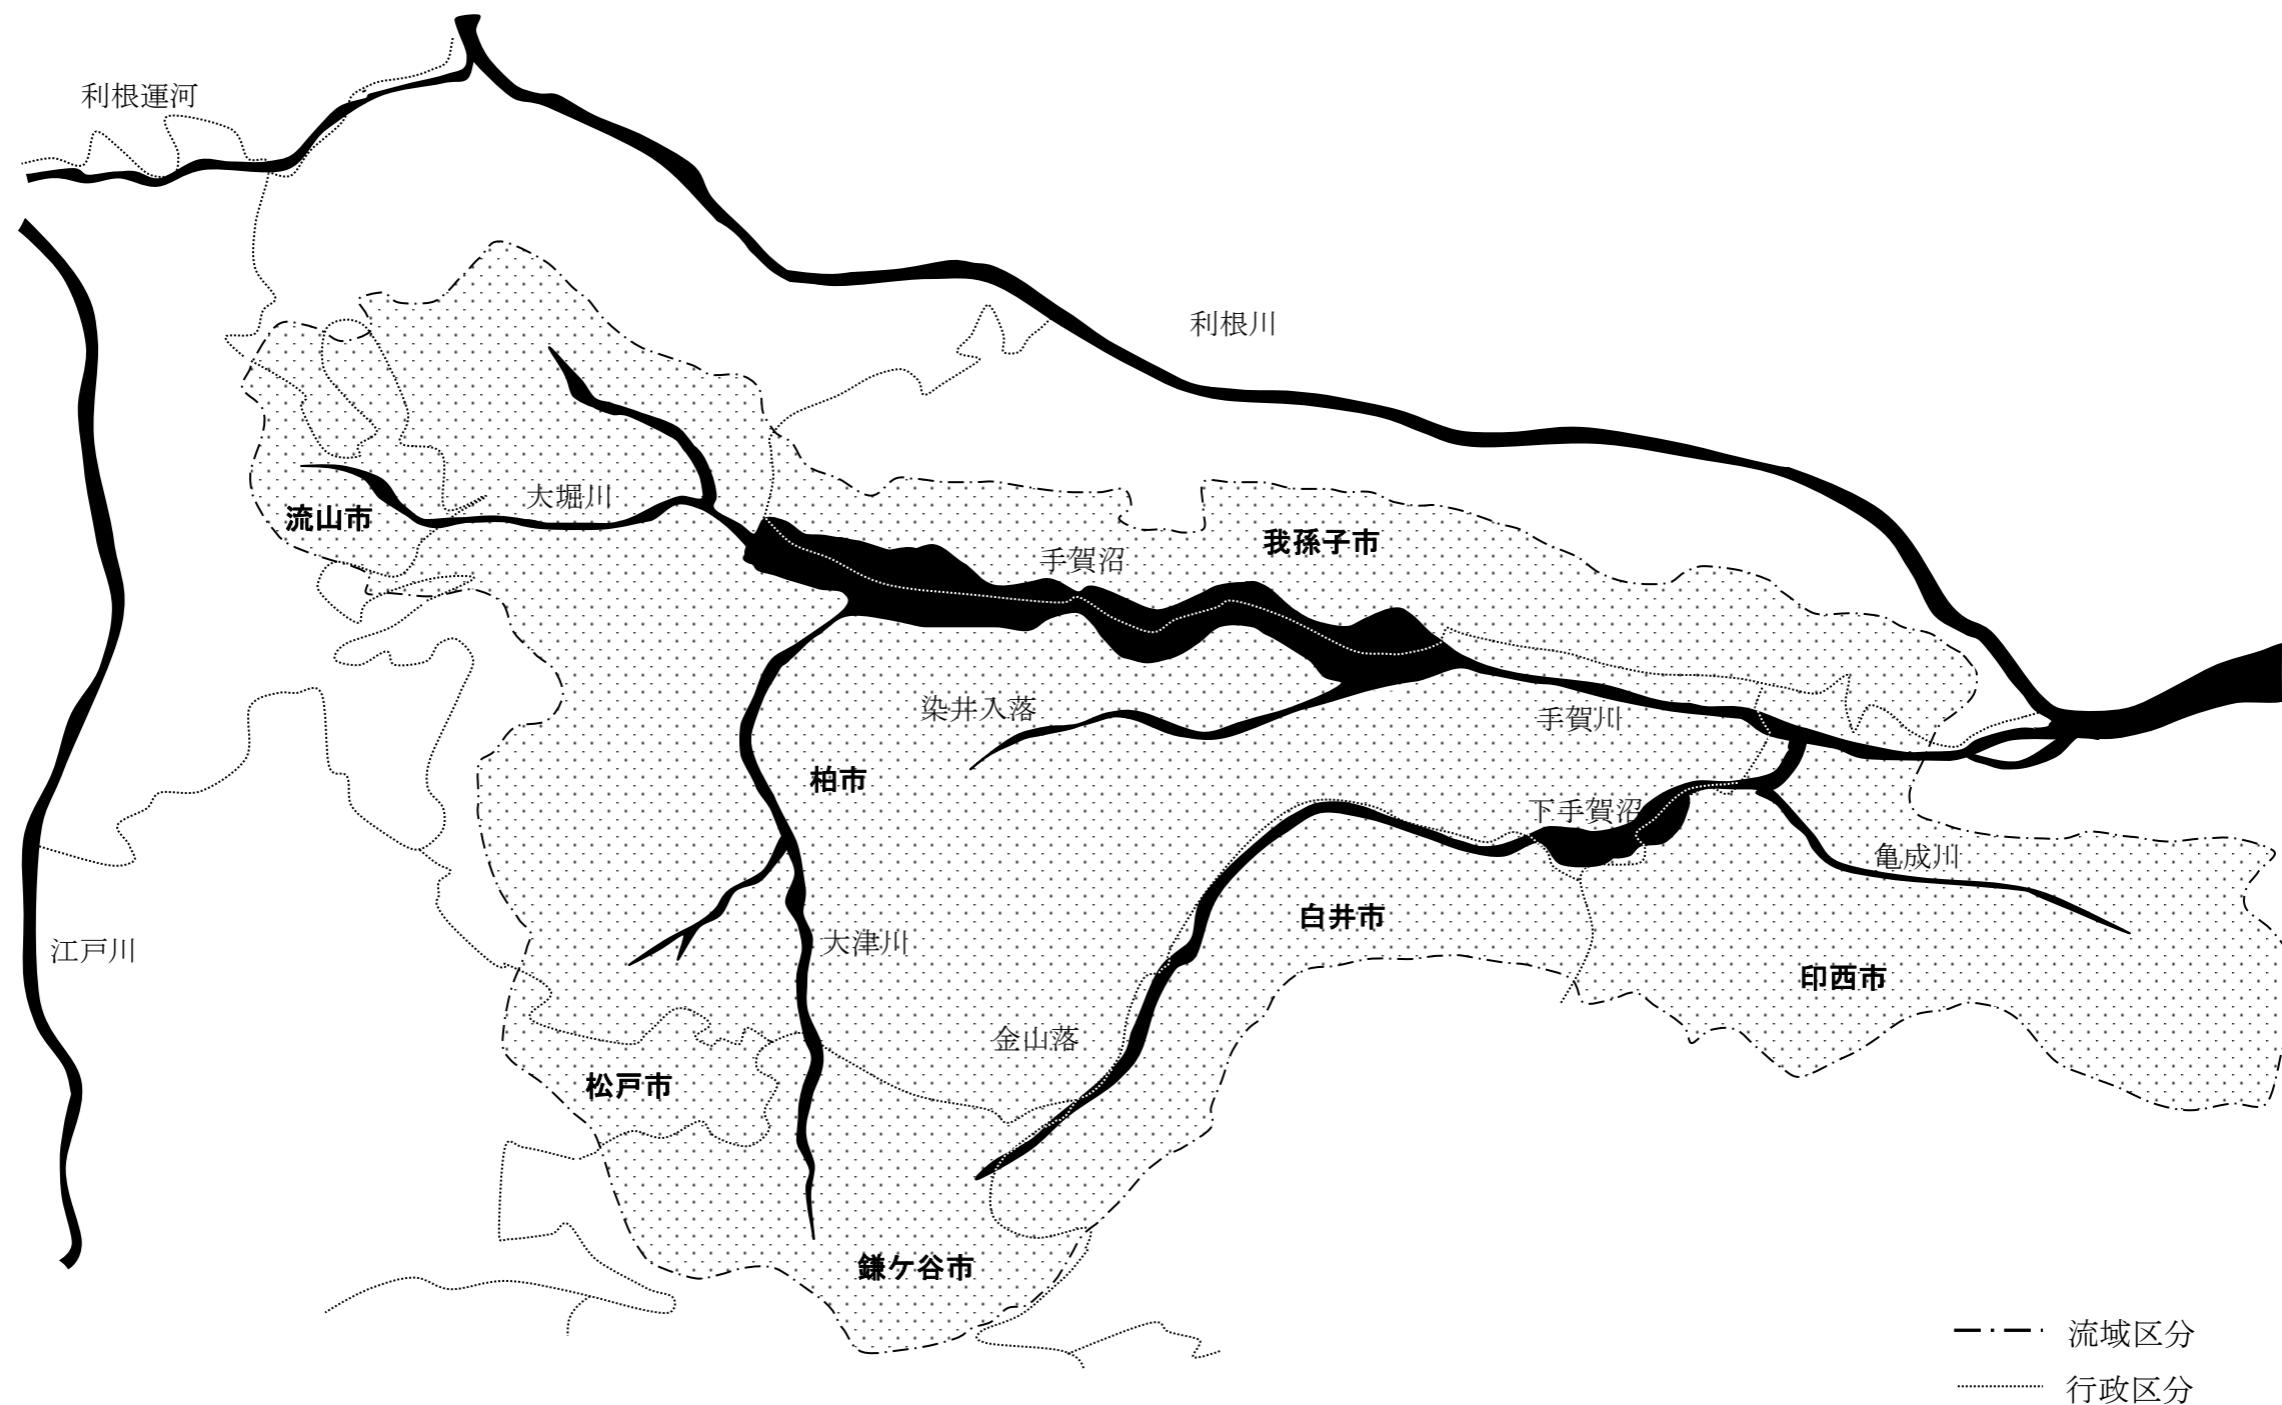 利根運河
利根川
大堀川
流山市
我孫子市
手賀沼
染井入落
手賀川
柏市
下手賀沼
亀成川
白井市
江戸川
大津川
印西市
金山落
松戸市
鎌ケ谷市
流域区分
行政区分